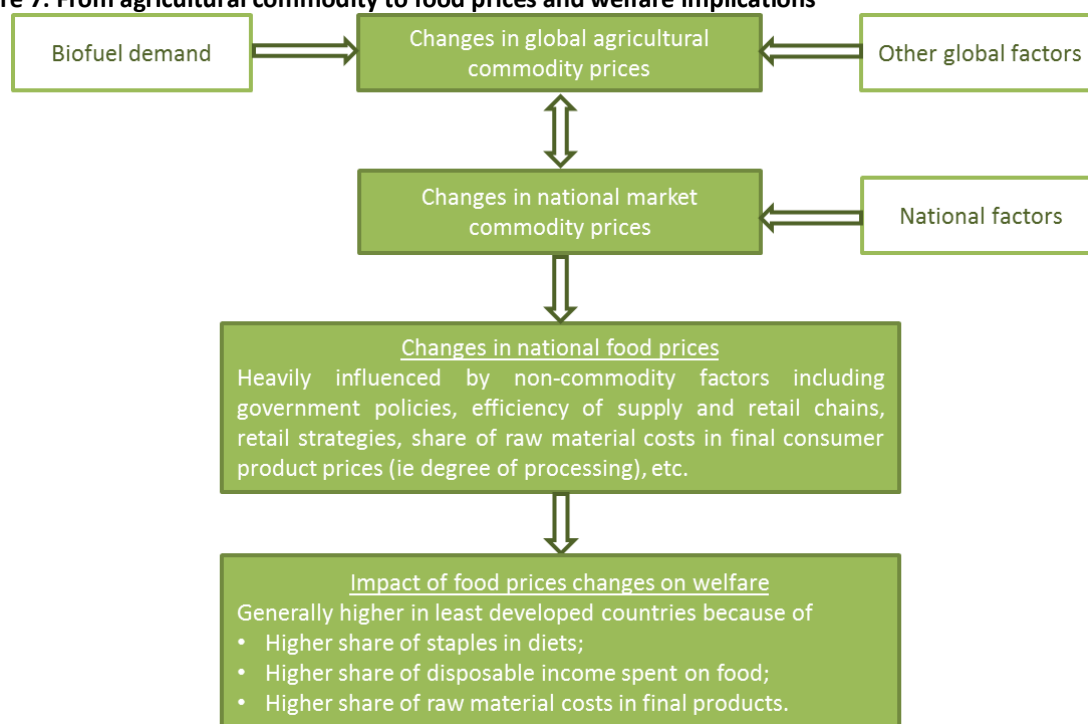 re 7. From agricultural commodity to food prices and welfare implications
Biofuel demand
Changes in global agricultural
commodity prices
Other global factors
Changes in national market
commodity prices
National factors
Changes in national food prices
Heavily influenced by non-commodity factors including
government policies, efficiency of supply and retail chains,
retail strategies, share of raw material costs in final consumer
product prices (ie degree of processing), etc.
Impact of food prices changes on welfare
Generally higher in least developed countries because of
• Higher share of staples in diets;
• Higher share of disposable income spent on food;
• Higher share of raw material costs in final products.